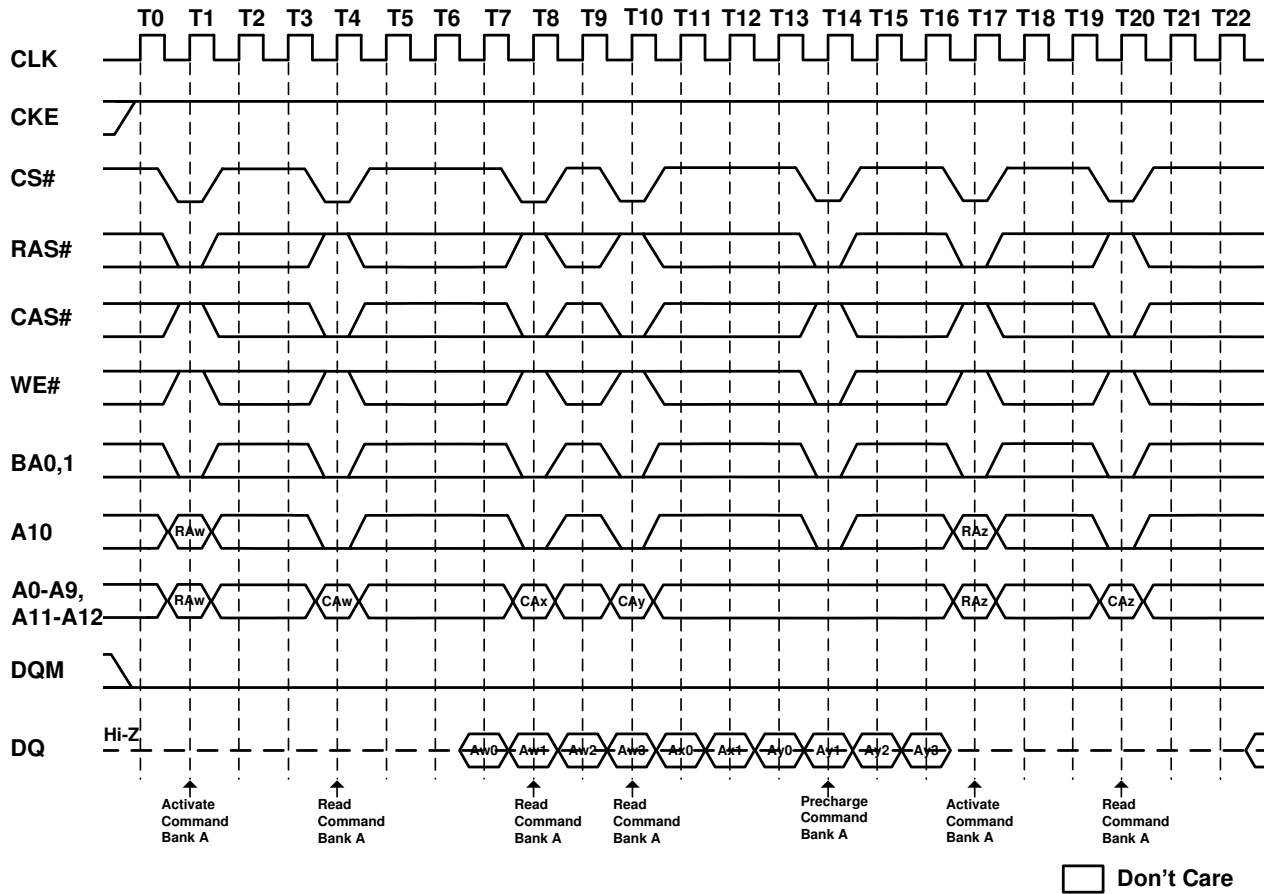 T0 T1 T2 T3 T4 T5 T6 T7 T8 T9 T10 T11 T12 T13 T14 T15 T16 T17 T18 T19 T20 T21 T22
CLK
CKE
CS#
RAS#
CAS#
WE#
BA0,1
A10
RAw RAz
A0-A9,
A11-A12
RAw CAw CAx CAy RAz CAz
DQM
DQ
Hi-Z
Aw0 Aw1 Aw2 Aw3 Ax0 Ax1 Ay0 Ay1 Ay2 Ay3
Activate
Command
Bank A
Read
Command
Bank A
Read
Command
Bank A
Read
Command
Bank A
Precharge
Command
Bank A
Activate
Command
Bank A
Read
Command
Bank A
Don't Care